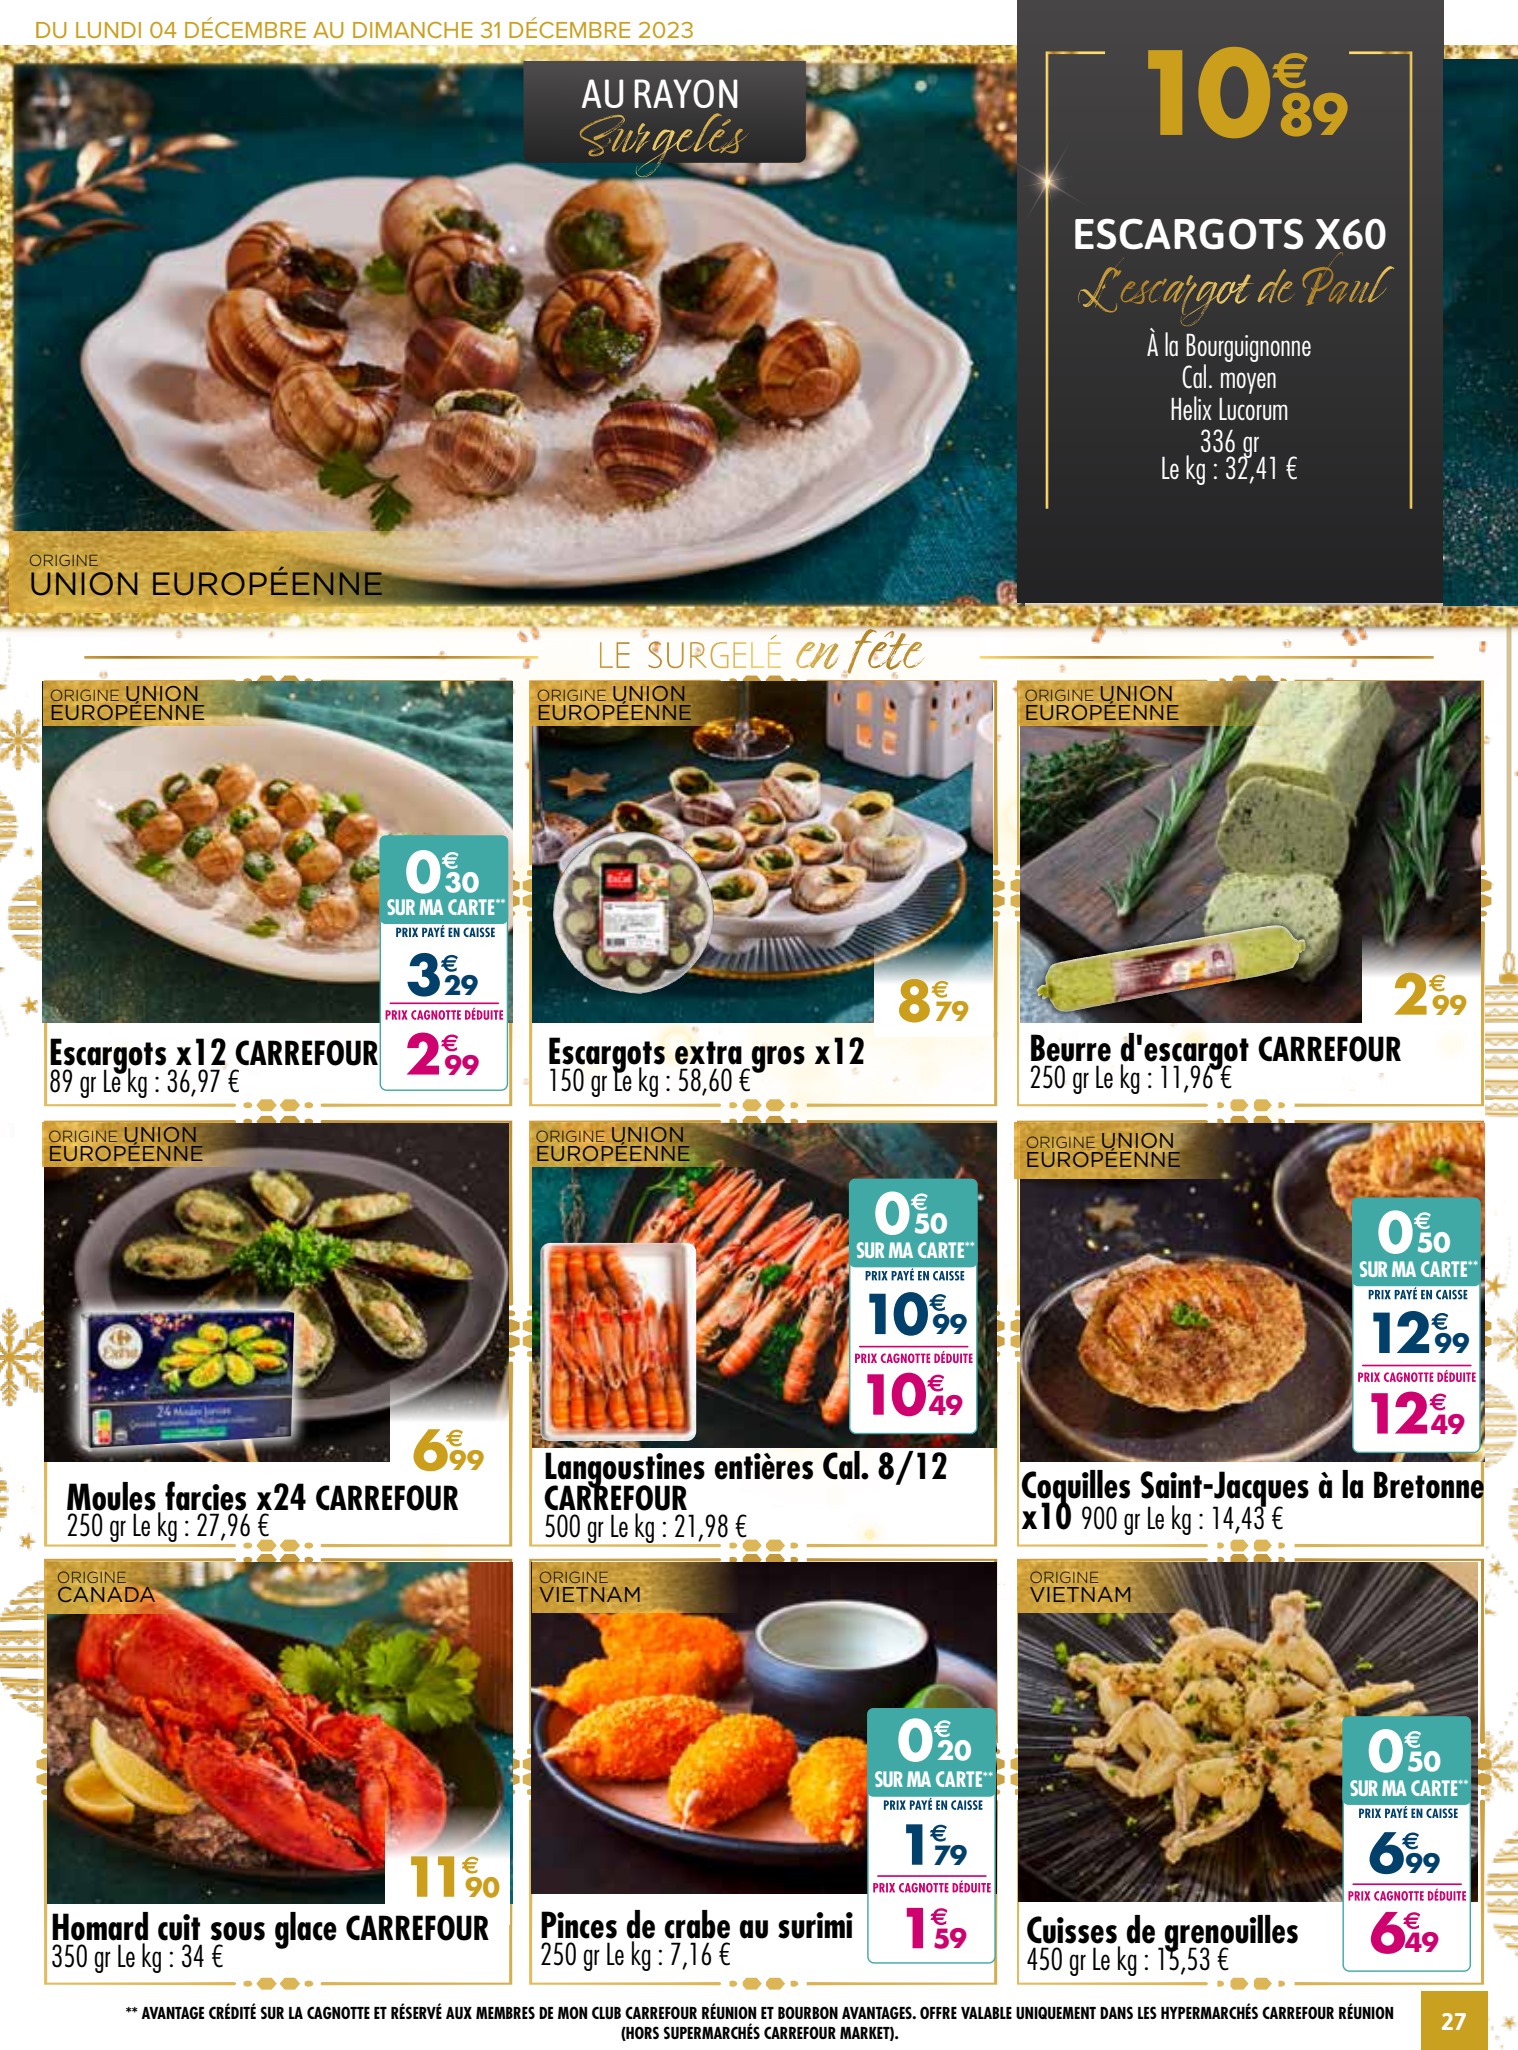 DU LUNDI 04 DÉCEMBRE AU DIMANCHE 31 DÉCEMBRE 2023
AU RAYON
Surgelés
10€89
ESCARGOTS X60
L'escargot de Paul
À la Bourguignonne
Cal. moyen
Helix Lucorum
336 gr
Le kg : 32,41 €
ORIGINE
UNION EUROPÉENNE
LE SURGELÉ en fête
ORIGINE UNION
EUROPÉENNE
0€30
SUR MA CARTE**
PRIX PAYÉ EN CAISSE
3€29
PRIX CAGNOTTE DÉDUITE
2€99
Escargots x12 CARREFOUR
89 gr Le kg : 36,97 €
ORIGINE UNION
EUROPÉENNE
Escal
8€79
Escargots extra gros x12
150 gr Le kg : 58,60 €
ORIGINE UNION
EUROPÉENNE
2€99
Beurre d'escargot CARREFOUR
250 gr Le kg : 11,96 €
ORIGINE UNION
EUROPÉENNE
Extra
24 Moules farcies
6€99
Moules farcies x24 CARREFOUR
250 gr Le kg : 27,96 €
ORIGINE UNION
EUROPÉENNE
0€50
SUR MA CARTE**
PRIX PAYÉ EN CAISSE
10€99
PRIX CAGNOTTE DÉDUITE
10€49
Langoustines entières Cal. 8/12
CARREFOUR
500 gr Le kg : 21,98 €
ORIGINE UNION
EUROPÉENNE
0€50
SUR MA CARTE**
PRIX PAYÉ EN CAISSE
12€99
PRIX CAGNOTTE DÉDUITE
12€49
Coquilles Saint-Jacques à la Bretonne
x10 900 gr Le kg : 14,43 €
ORIGINE
CANADA
11€90
Homard cuit sous glace CARREFOUR
350 gr Le kg : 34 €
ORIGINE
VIETNAM
0€20
SUR MA CARTE**
PRIX PAYÉ EN CAISSE
1€79
PRIX CAGNOTTE DÉDUITE
1€59
Pinces de crabe au surimi
250 gr Le kg : 7,16 €
ORIGINE
VIETNAM
0€50
SUR MA CARTE**
PRIX PAYÉ EN CAISSE
6€99
PRIX CAGNOTTE DÉDUITE
6€49
Cuisses de grenouilles
450 gr Le kg : 15,53 €
** AVANTAGE CRÉDITÉ SUR LA CAGNOTTE ET RÉSERVÉ AUX MEMBRES DE MON CLUB CARREFOUR RÉUNION ET BOURBON AVANTAGES. OFFRE VALABLE UNIQUEMENT DANS LES HYPERMARCHÉS CARREFOUR RÉUNION
(HORS SUPERMARCHÉS CARREFOUR MARKET).
27